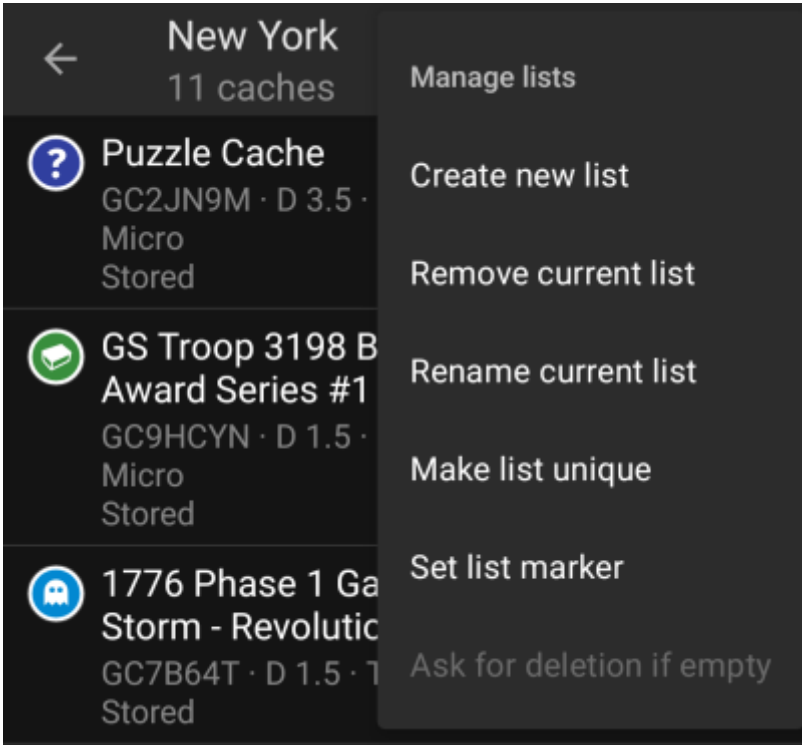 New York
11 caches
?
Puzzle Cache
GC2JN9M · D 3.5 ·
Micro
Stored
GS Troop 3198 B
Award Series #1
GC9HCYN · D 1.5 ·
Micro
Stored
1776 Phase 1 Ga
Storm - Revolutic
GC7B64T · D 1.5 · T
Stored
Manage lists
Create new list
Remove current list
Rename current list
Make list unique
Set list marker
Ask for deletion if empty